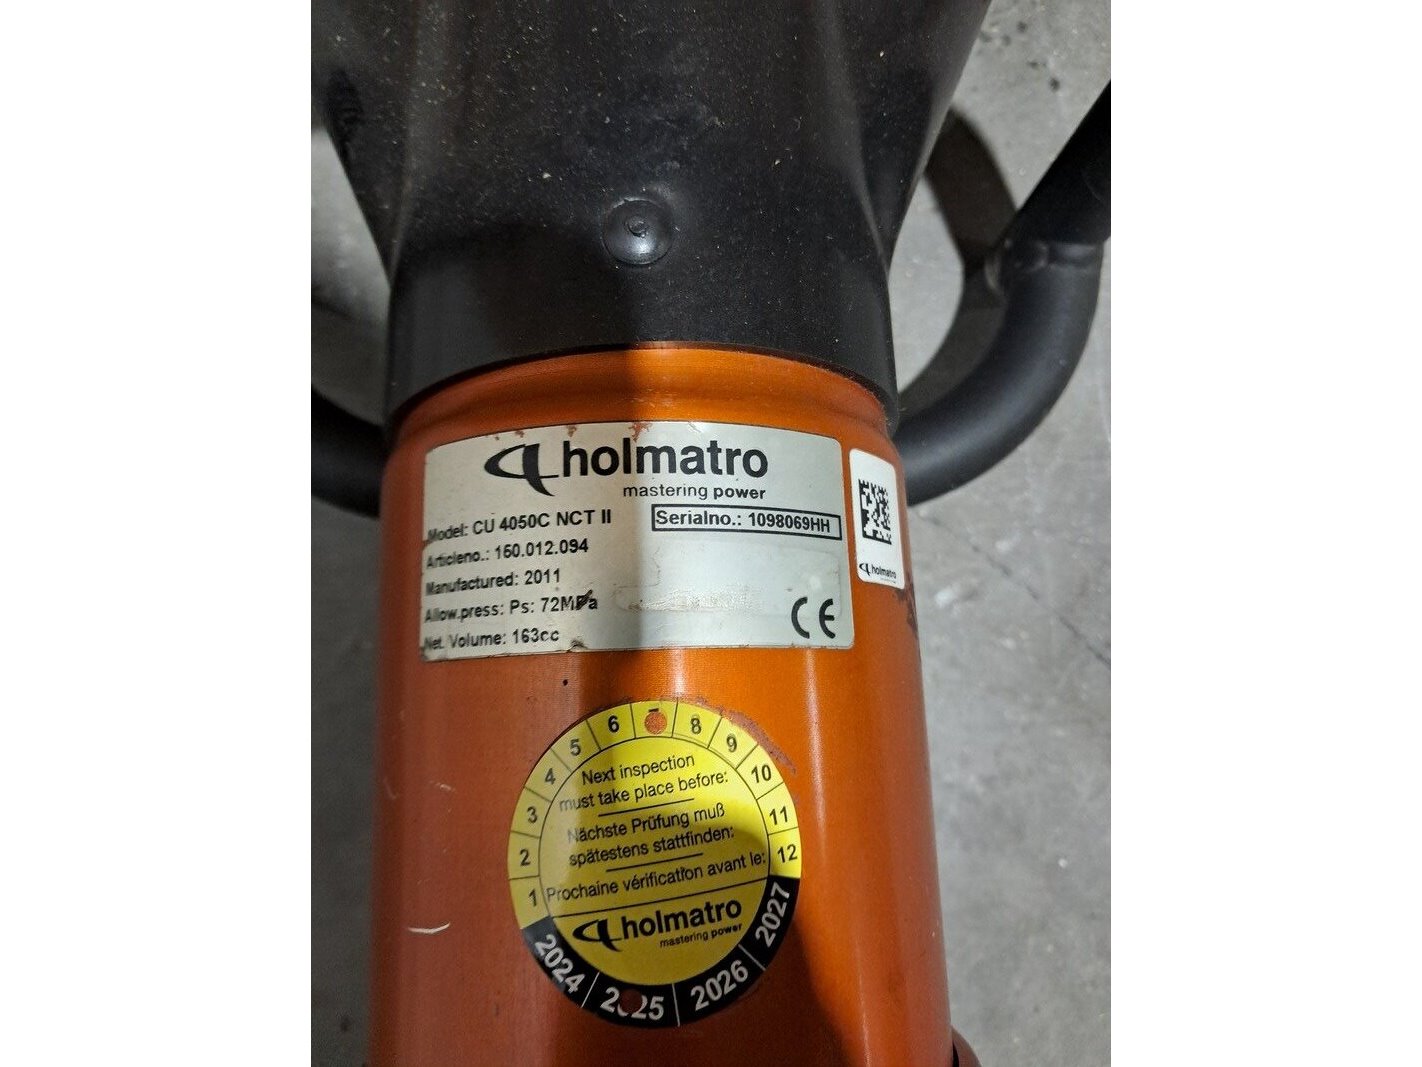 holmatro
mastering power
Model: CU 4050C NCT II
Serialno.: 1098069HH
Articleno.: 150.012.094
Manufactured: 2011
Allow.press: Ps: 72MPa
Net. Volume: 163cc
CE
holmatro
1 2 3 4 5 6 8 9 10 11 12
Next inspection
must take place before:
Nächste Prüfung muß
spätestens stattfinden:
Prochaine vérification avant le:
holmatro
mastering power
2024 2025 2026 2027